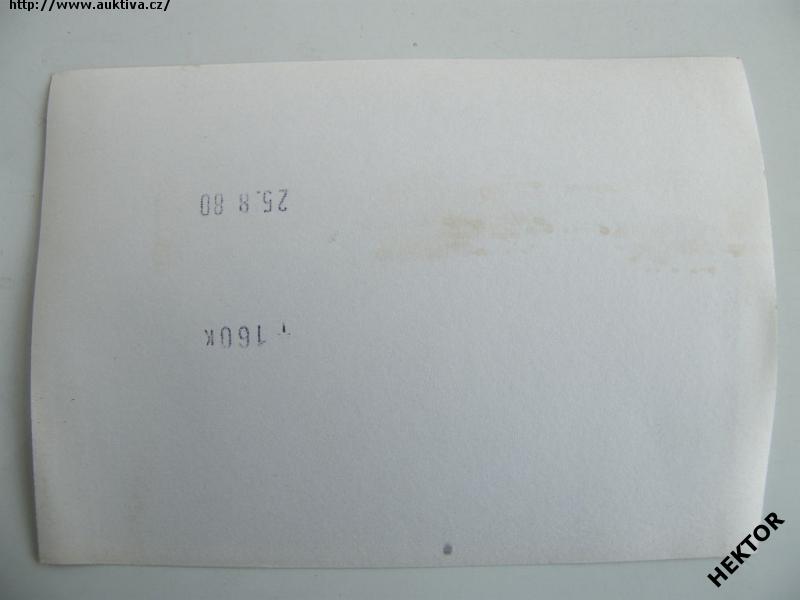 http://www.auktiva.cz/
25. 8 80
160K
HEKTOR